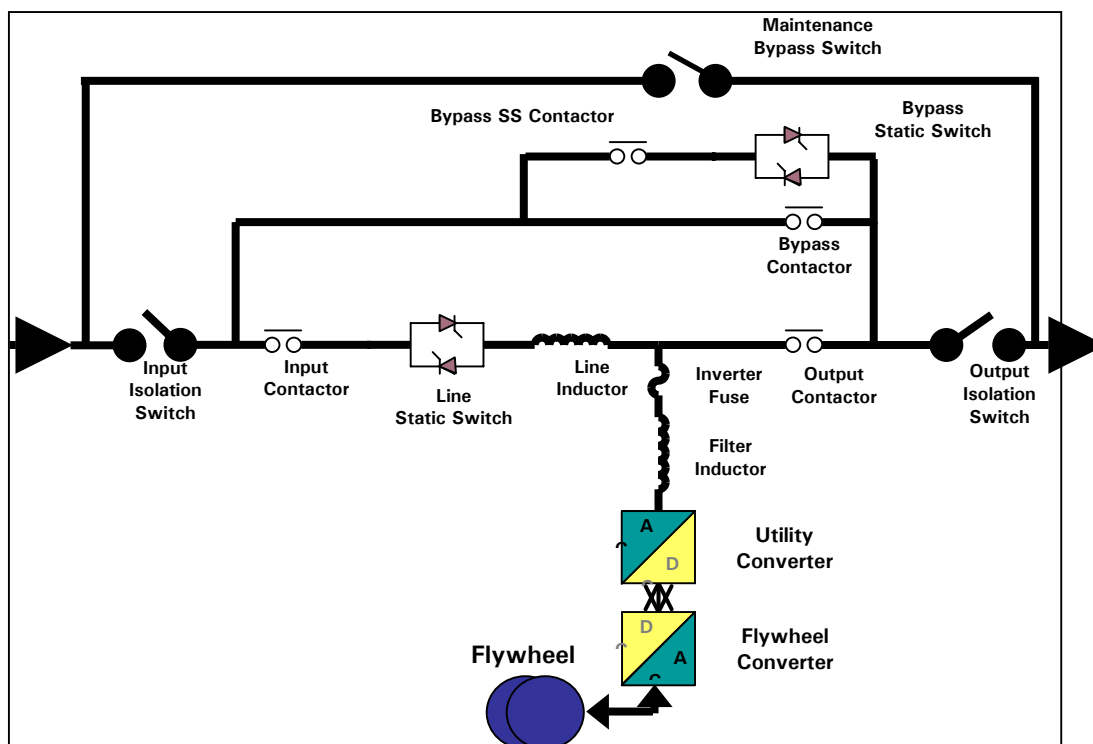 Maintenance
Bypass Switch
Bypass SS Contactor
Bypass
Static Switch
Bypass
Contactor
Input
Isolation
Switch
Input
Contactor
Line
Static Switch
Line
Inductor
Inverter
Fuse
Output
Contactor
Output
Isolation
Switch
Filter
Inductor
A
D
Utility
Converter
D
A
Flywheel
Converter
Flywheel